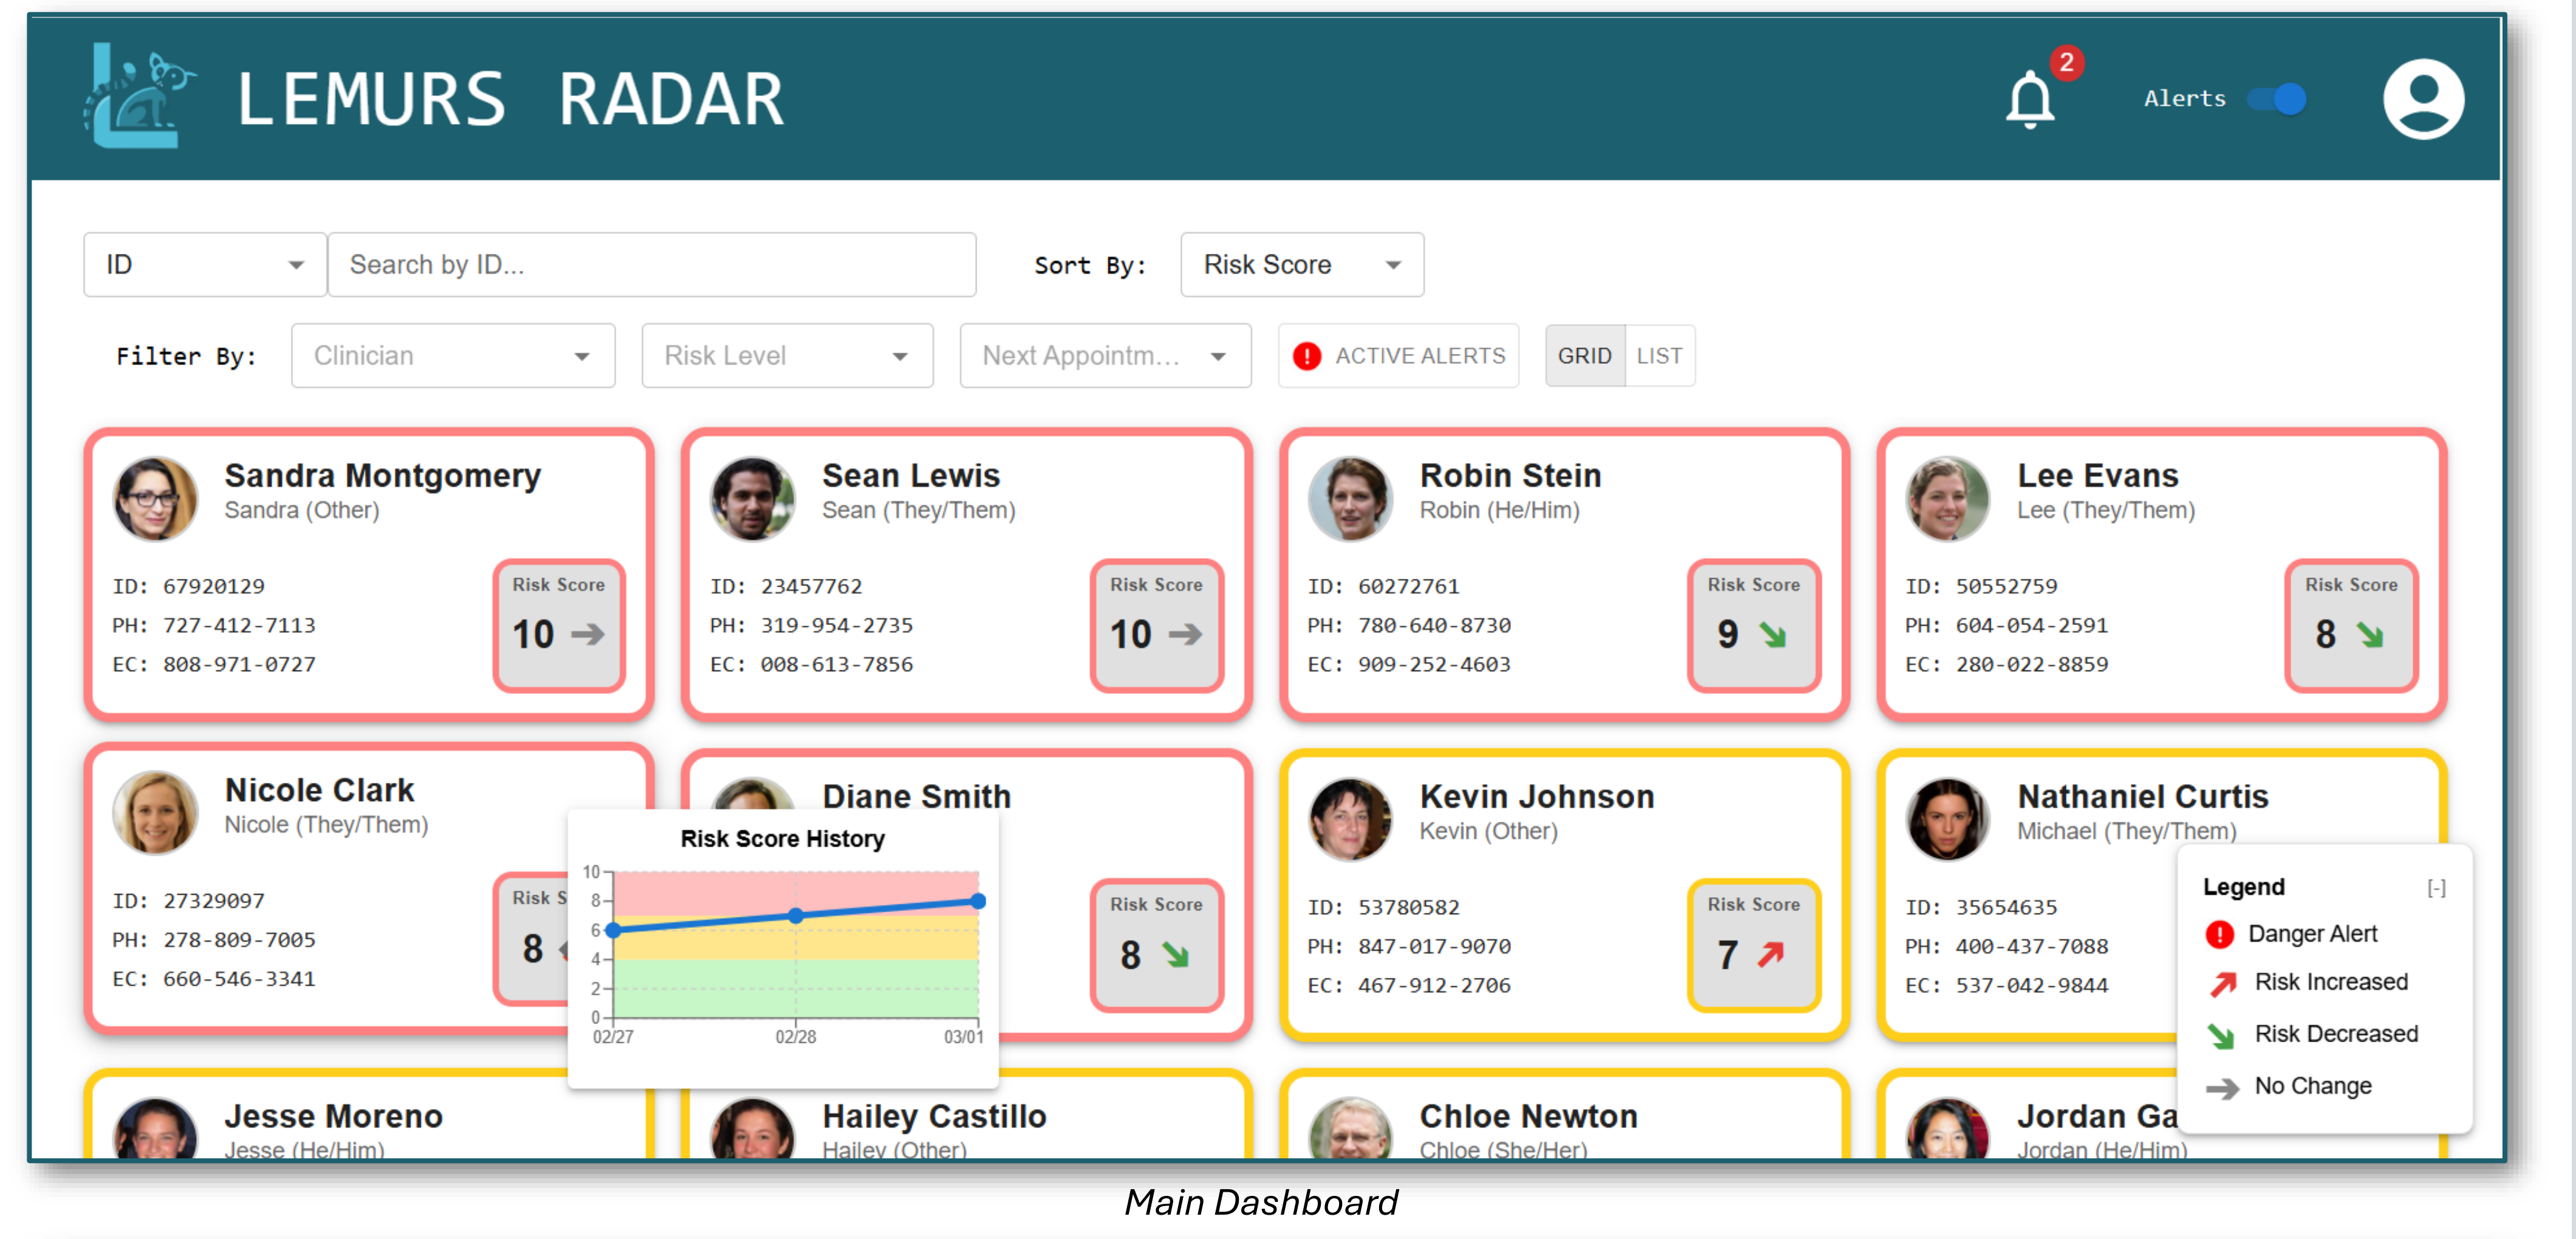 LEMURS RADAR
2
Alerts
ID
Search by ID...
Sort By:
Risk Score
Filter By:
Clinician
Risk Level
Next Appointm...
ACTIVE ALERTS
GRID
LIST
Sandra Montgomery
Sandra (Other)
ID: 67920129
PH: 727-412-7113
EC: 808-971-0727
Risk Score
10
Sean Lewis
Sean (They/Them)
ID: 23457762
PH: 319-954-2735
EC: 008-613-7856
Risk Score
10
Robin Stein
Robin (He/Him)
ID: 60272761
PH: 780-640-8730
EC: 909-252-4603
Risk Score
9
Lee Evans
Lee (They/Them)
ID: 50552759
PH: 604-054-2591
EC: 280-022-8859
Risk Score
8
Nicole Clark
Nicole (They/Them)
ID: 27329097
PH: 278-809-7005
EC: 660-546-3341
Risk S
8
Risk Score History
10
8
6
4
2
0
02/27
02/28
03/01
Diane Smith
Risk Score
8
Kevin Johnson
Kevin (Other)
ID: 53780582
PH: 847-017-9070
EC: 467-912-2706
Risk Score
7
Nathaniel Curtis
Michael (They/Them)
ID: 35654635
PH: 400-437-7088
EC: 537-042-9844
Legend
[-]
Danger Alert
Risk Increased
Risk Decreased
No Change
Jesse Moreno
Jesse (He/Him)
Hailey Castillo
Hailey (Other)
Chloe Newton
Chloe (She/Her)
Jordan Ga
Jordan (He/Him)
Main Dashboard